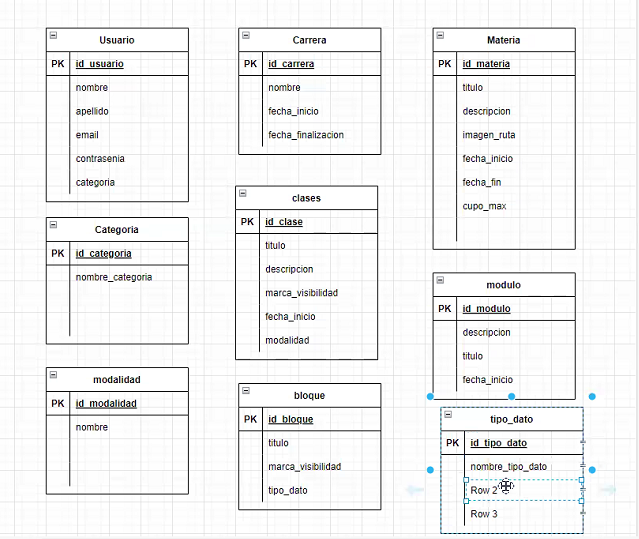 Usuario
PK id_usuario
nombre
apellido
email
contrasenia
categoria
Carrera
PK id_carrera
nombre
fecha_inicio
fecha_finalizacion
Materia
PK id_materia
titulo
descripcion
imagen_ruta
fecha_inicio
fecha_fin
cupo_max
Categoria
PK id_categoria
nombre_categoria
clases
PK id_clase
titulo
descripcion
marca_visibilidad
fecha_inicio
modalidad
modulo
PK id_modulo
descripcion
titulo
fecha_inicio
modalidad
PK id_modalidad
nombre
bloque
PK id_bloque
titulo
marca_visibilidad
tipo_dato
tipo_dato
PK id_tipo_dato
nombre_tipo_dato
Row 2
Row 3